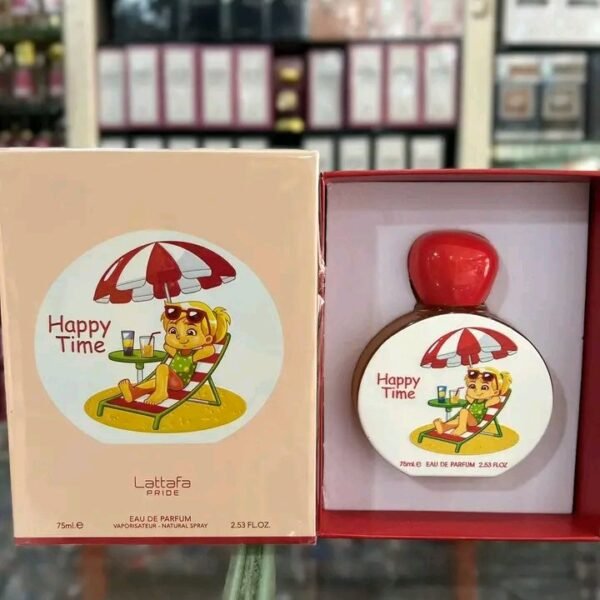 Happy
Time
Lattafa
PRIDE
EAU DE PARFUM
75ml.℮ VAPORISATEUR - NATURAL SPRAY 2.53 FL.OZ.
Happy
Time
75ml.℮ EAU DE PARFUM 2.53 FL.OZ